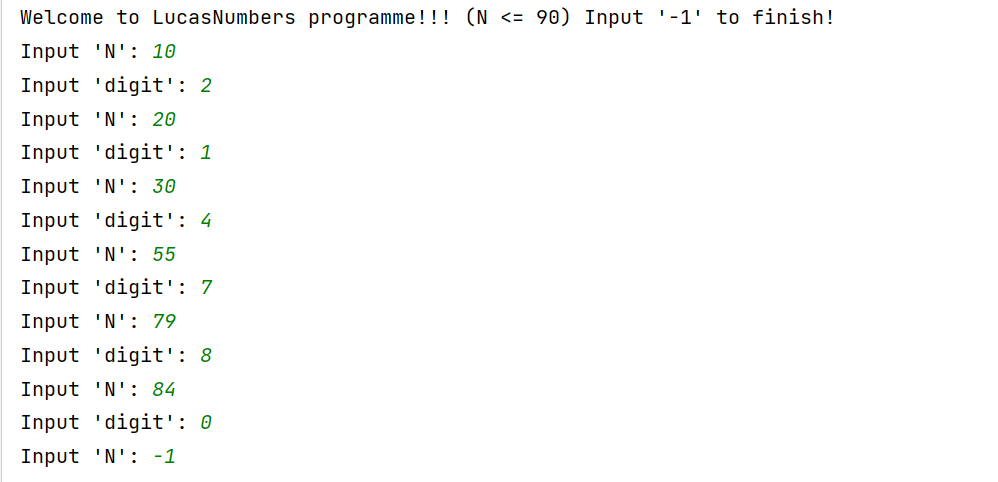 Welcome to LucasNumbers programme!!! (N <= 90) Input '-1' to finish!
Input 'N': 10
Input 'digit': 2
Input 'N': 20
Input 'digit': 1
Input 'N': 30
Input 'digit': 4
Input 'N': 55
Input 'digit': 7
Input 'N': 79
Input 'digit': 8
Input 'N': 84
Input 'digit': 0
Input 'N': -1